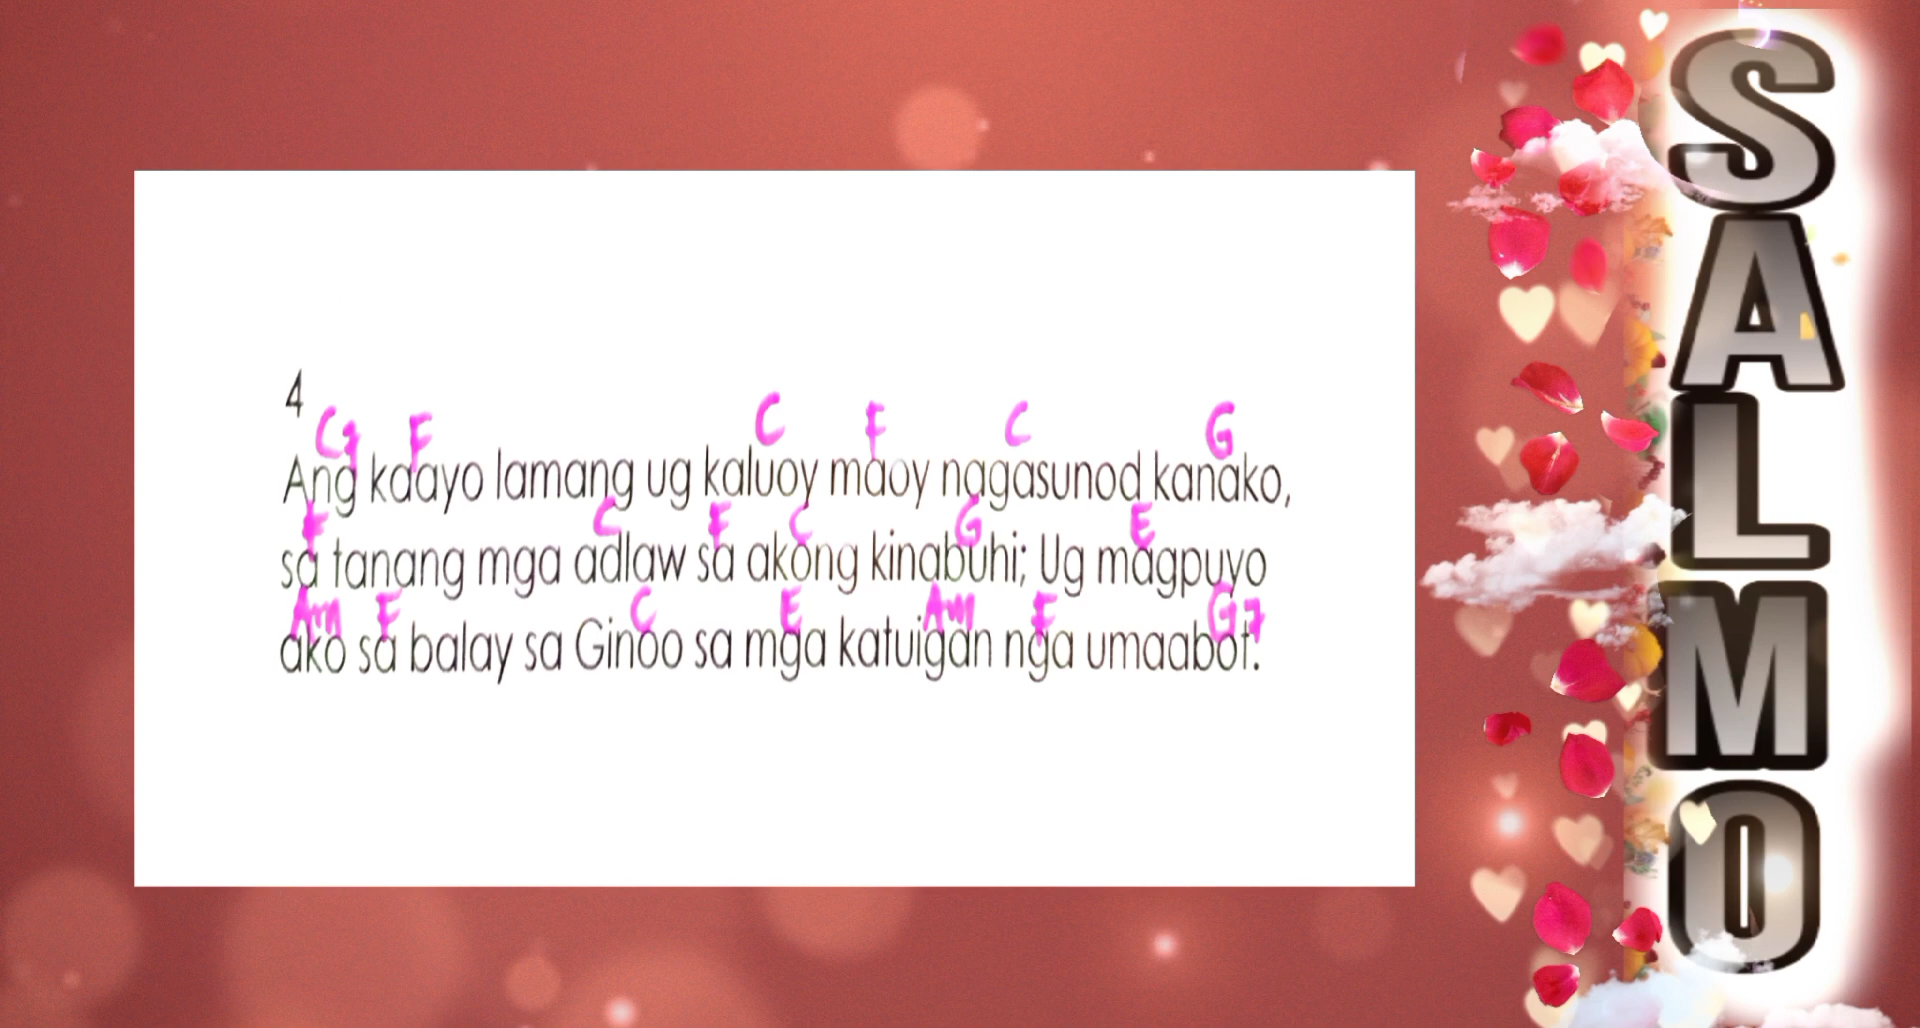 4
C7 F C F C G
Ang kaayo lamang ug kaluoy maoy nagasunod kanako,
F C F C G E
sa tanang mga adlaw sa akong kinabuhi; Ug magpuyo
Am F C E Am F G7
ako sa balay sa Ginoo sa mga katuigan nga umaabot.
SALMO